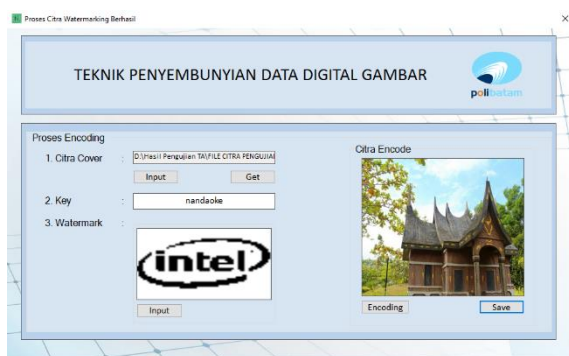 Proses Citra Watermarking Berhasil
TEKNIK PENYEMBUNYIAN DATA DIGITAL GAMBAR
polibatam
Proses Encoding
1. Citra Cover : D:\Hasil Pengujian TA\FILE CITRA PENGUJIAN
Input Get
2. Key : nandaoke
3. Watermark :
intel
Input
Citra Encode
Encoding Save